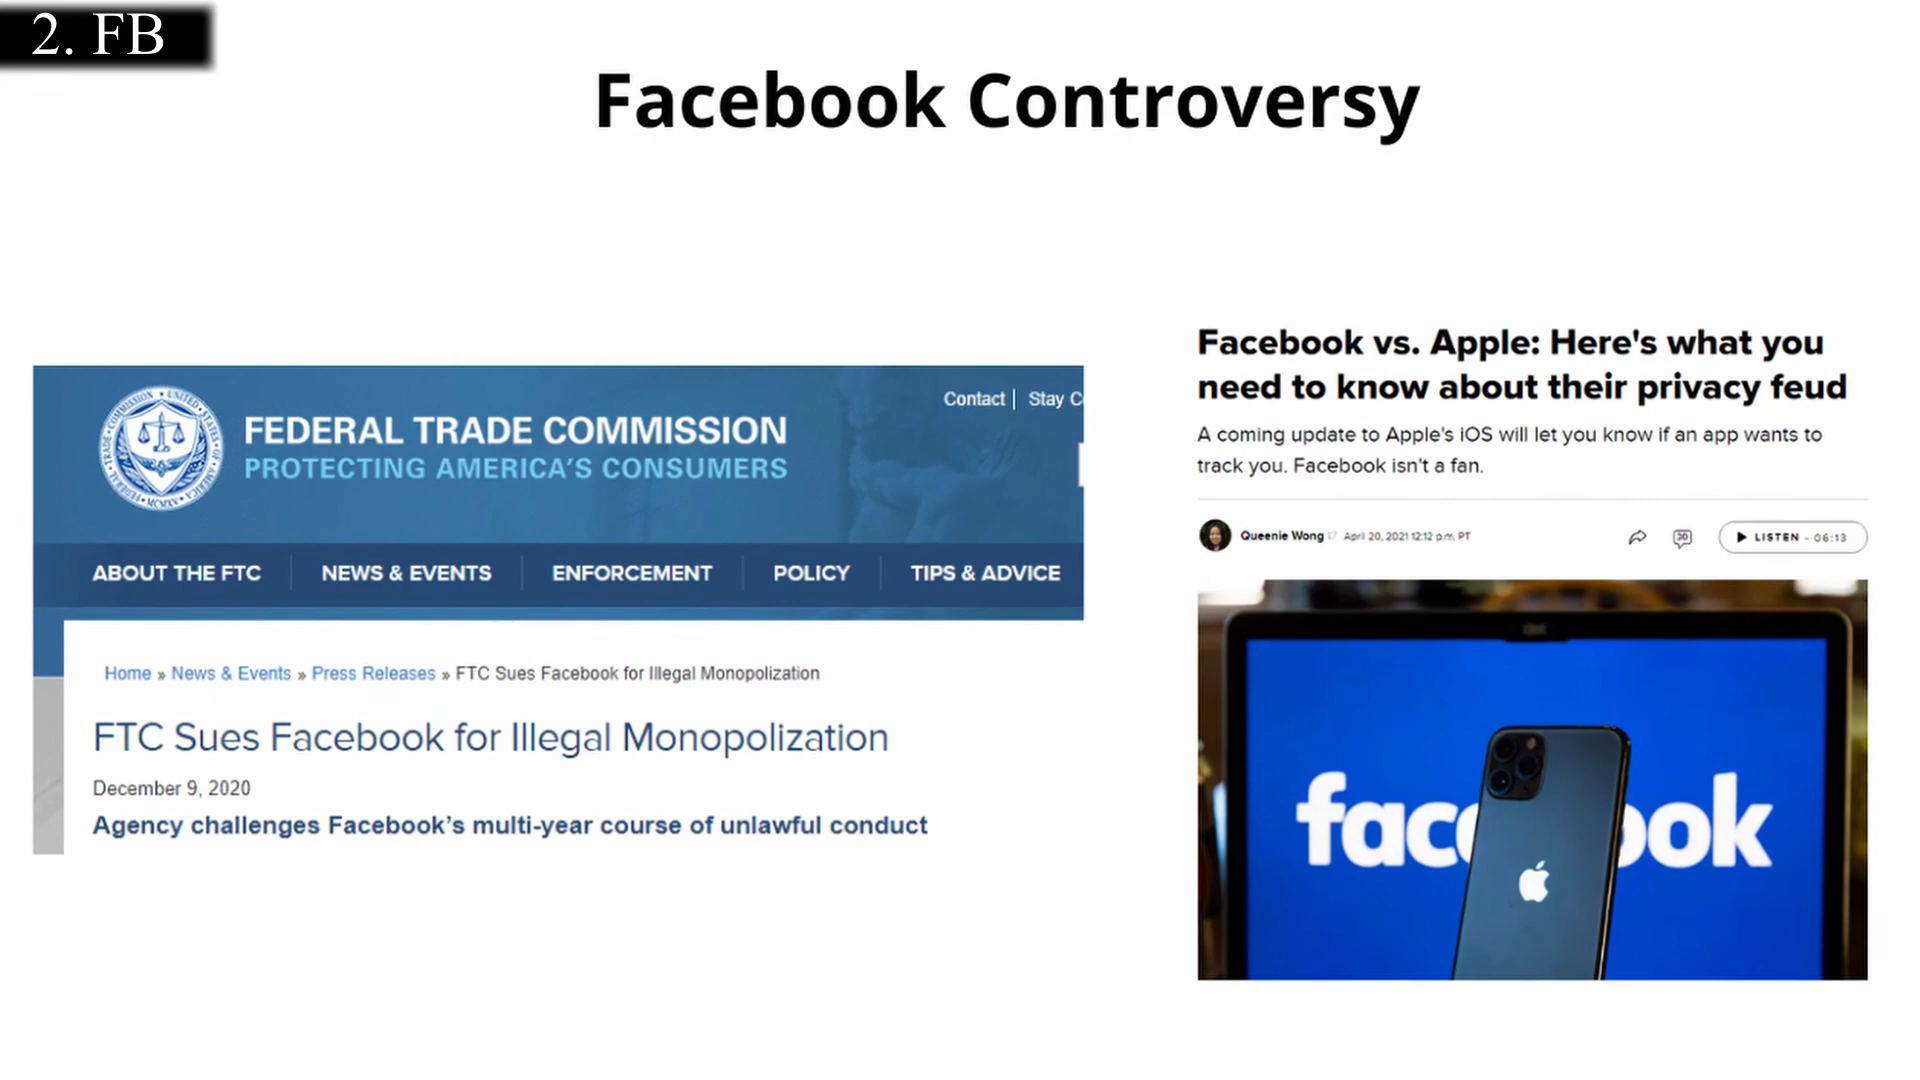 2. FB
Facebook Controversy
Contact | Stay
FEDERAL TRADE COMMISSION
PROTECTING AMERICA'S CONSUMERS
ABOUT THE FTC
NEWS & EVENTS
ENFORCEMENT
POLICY
TIPS & ADVICE
Home » News & Events » Press Releases » FTC Sues Facebook for Illegal Monopolization
FTC Sues Facebook for Illegal Monopolization
December 9, 2020
Agency challenges Facebook's multi-year course of unlawful conduct
Facebook vs. Apple: Here's what you
need to know about their privacy feud
A coming update to Apple's iOS will let you know if an app wants to
track you. Facebook isn't a fan.
Queenie Wong April 20, 2021 12:12 p.m. PT
30
LISTEN - 06:13